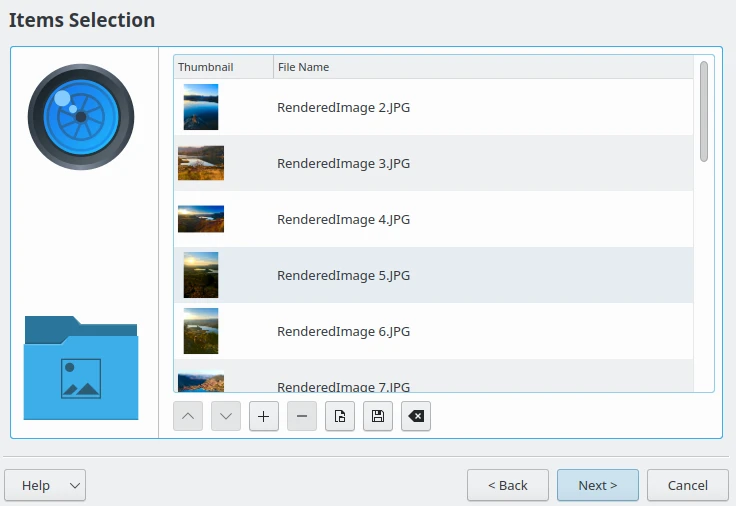 Items Selection
Thumbnail File Name
RenderedImage 2.JPG
RenderedImage 3.JPG
RenderedImage 4.JPG
RenderedImage 5.JPG
RenderedImage 6.JPG
RenderedImage 7.JPG
Help < Back Next > Cancel